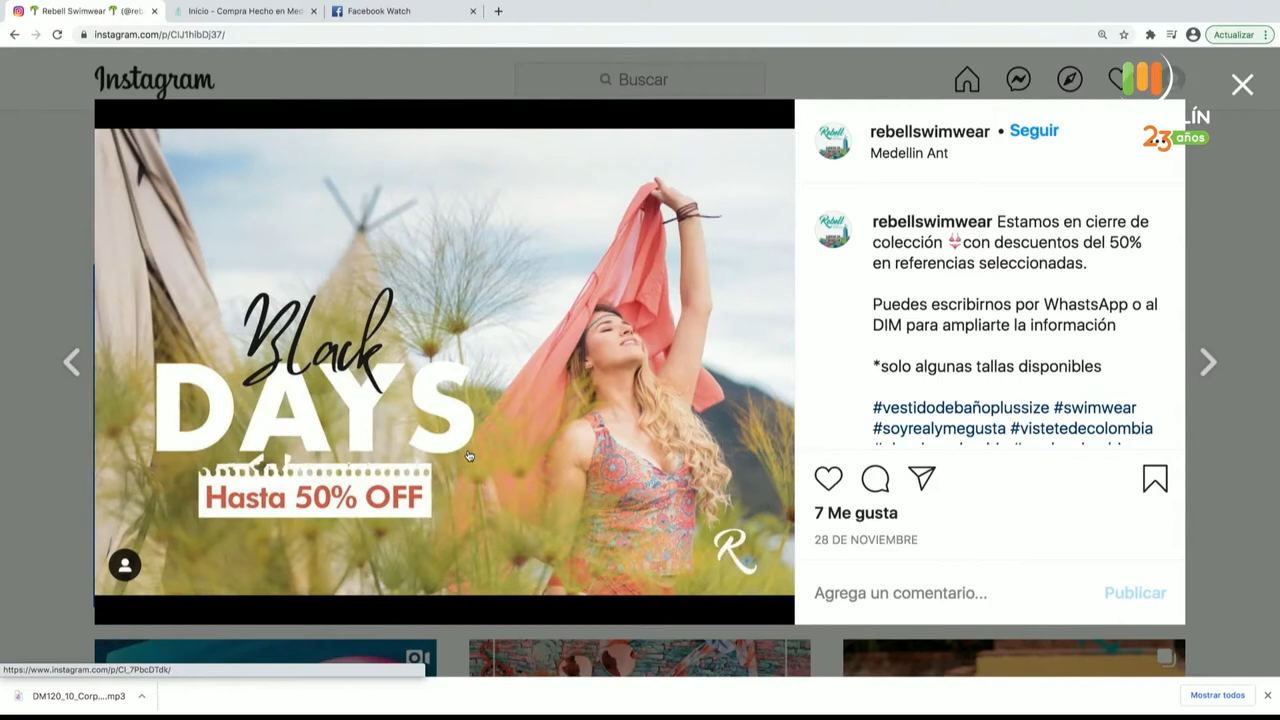 Rebell Swimwear (@reb
Inicio - Compra Hecho en Med
Facebook Watch
instagram.com/p/CIJ1hibDj37/
Actualizar
Instagram
Buscar
LÍN
23 años
rebellswimwear • Seguir
Medellin Ant
rebellswimwear Estamos en cierre de
colección con descuentos del 50%
en referencias seleccionadas.
Puedes escribirnos por WhastsApp o al
DIM para ampliarte la información
*solo algunas tallas disponibles
#vestidodebañoplussize #swimwear
#soyrealymegusta #vistetedecolombia
Black
DAYS
Hasta 50% OFF
R
7 Me gusta
28 DE NOVIEMBRE
Agrega un comentario...
Publicar
https://www.instagram.com/p/CI_7PbcDTdk/
DM120_10_Corp....mp3
Mostrar todos